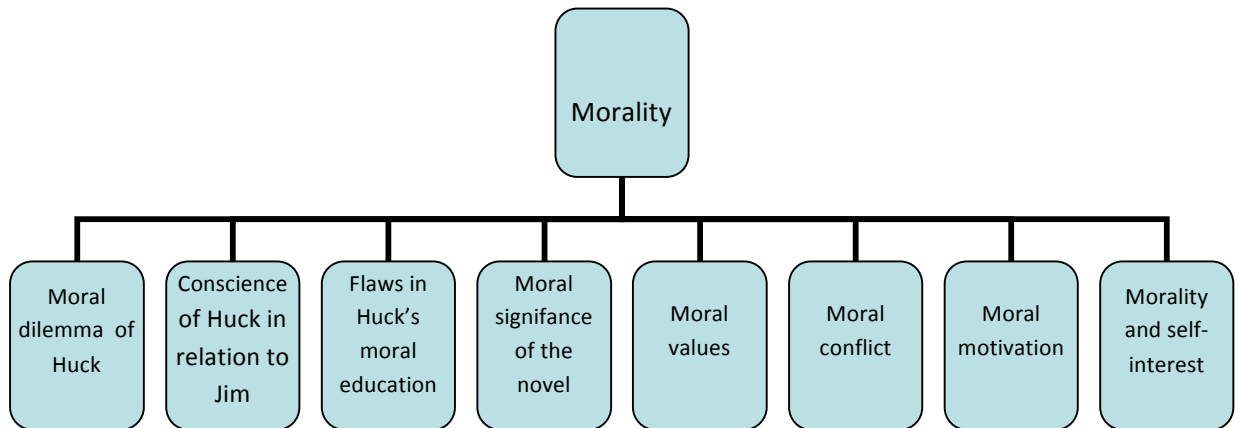 Morality
Moral
dilemma of
Huck
Conscience
of Huck in
relation to
Jim
Flaws in
Huck's
moral
education
Moral
signifance
of the
novel
Moral
values
Moral
conflict
Moral
motivation
Morality
and self-
interest